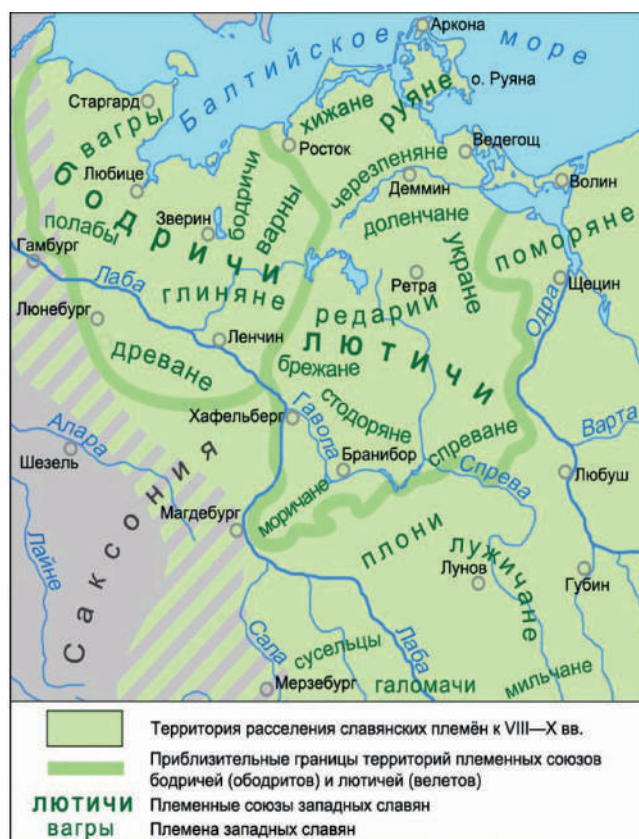 Аркона
Балтийское море
о. Руяна
Старгард
вагры
хижане
руяне
Росток
Ведегощ
черезпеняне
Любице
бодричи
Деммин
Волин
бодричи
варны
доленчане
поморяне
полабы
Зверин
укране
Гамбург
Лаба
Ретра
Щецин
глиняне
Одра
Люнебург
редарии
Ленчин
ЛЮТИЧИ
древане
брежане
Хафельберг
Гавола
стодоряне
Варта
Апара
Шезель
Бранибор
спреване
Спрева
Любуш
Саксония
моричане
Магдебург
Лайне
плони
лужичане
Лунов
Губин
Сала
Лаба
сусельцы
мильчане
Мерзебург
галомачи
Территория расселения славянских племён к VIII—X вв.
Приблизительные границы территорий племенных союзов
бодричей (ободритов) и лютичей (велетов)
ЛЮТИЧИ Племенные союзы западных славян
вагры Племена западных славян